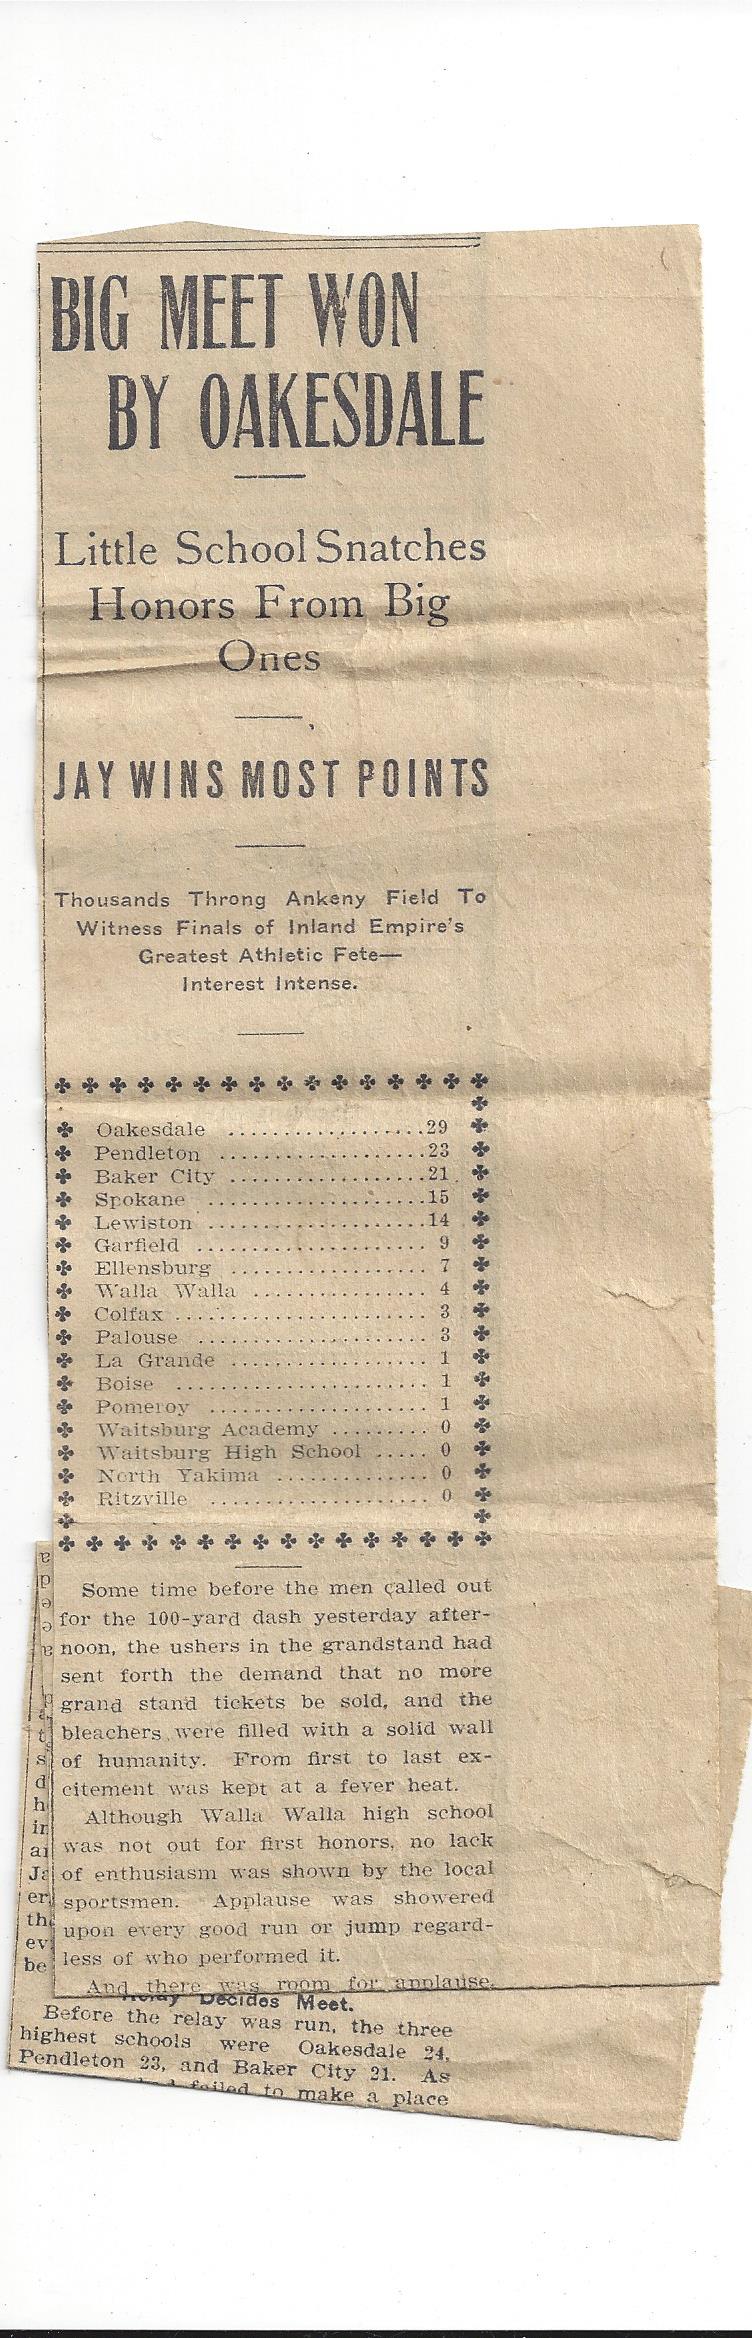 BIG MEET WON
BY OAKESDALE
Little School Snatches
Honors From Big
Ones
JAY WINS MOST POINTS
Thousands Throng Ankeny Field To
Witness Finals of Inland Empire's
Greatest Athletic Fete—
Interest Intense.
Oakesdale ..................29
Pendleton ..................23
Baker City .................21
Spokane ...................15
Lewiston ...................14
Garfield .................... 9
Ellensburg .................. 7
Walla Walla ................ 4
Colfax ...................... 3
Palouse ..................... 3
La Grande .................. 1
Boise ....................... 1
Pomeroy .................... 1
Waitsburg Academy ........ 0
Waitsburg High School ..... 0
North Yakima .............. 0
Ritzville .................... 0
Some time before the men called out
for the 100-yard dash yesterday after-
noon, the ushers in the grandstand had
sent forth the demand that no more
grand stand tickets be sold, and the
bleachers were filled with a solid wall
of humanity. From first to last ex-
citement was kept at a fever heat.
Although Walla Walla high school
was not out for first honors, no lack
of enthusiasm was shown by the local
sportsmen. Applause was showered
upon every good run or jump regard-
less of who performed it.
And there was room for applause.
Relay Decides Meet.
Before the relay was run, the three
highest schools were Oakesdale 24,
Pendleton 23, and Baker City 21. As
failed to make a place